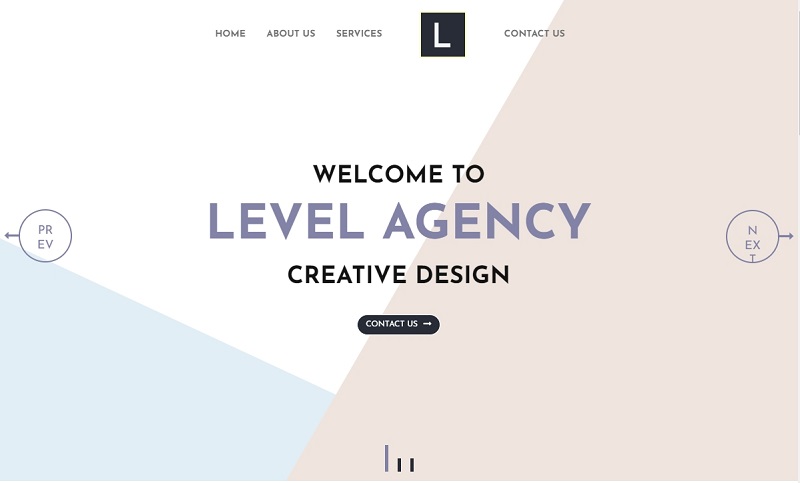 HOME ABOUT US SERVICES L CONTACT US
WELCOME TO
LEVEL AGENCY
PR
EV
N
EX
T
CREATIVE DESIGN
CONTACT US